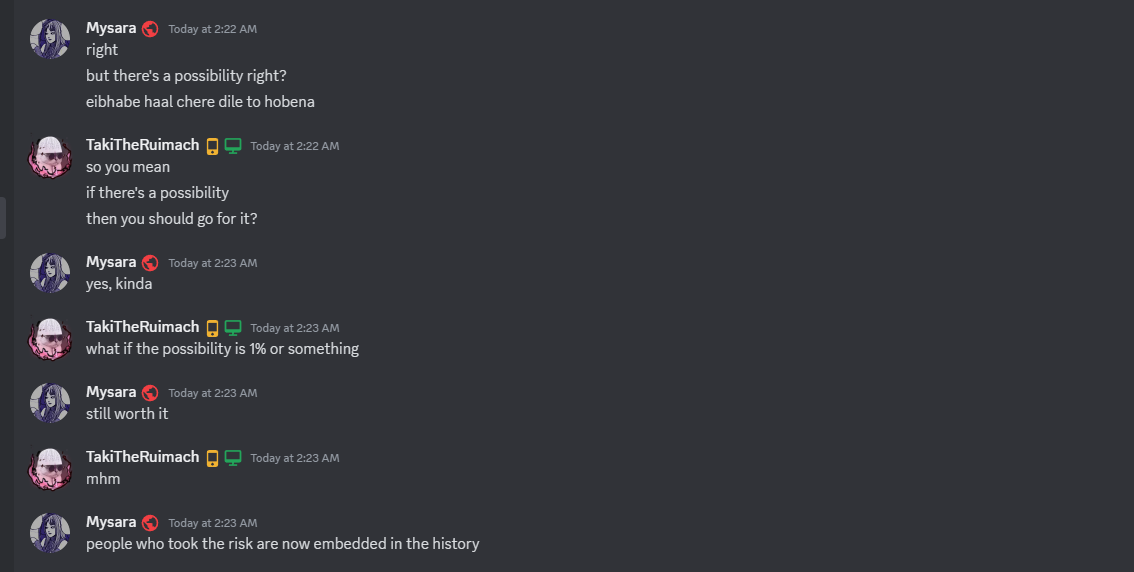 Mysara Today at 2:22 AM
right
but there's a possibility right?
eibhabe haal chere dile to hobena
TakiTheRuimach Today at 2:22 AM
so you mean
if there's a possibility
then you should go for it?
Mysara Today at 2:23 AM
yes, kinda
TakiTheRuimach Today at 2:23 AM
what if the possibility is 1% or something
Mysara Today at 2:23 AM
still worth it
TakiTheRuimach Today at 2:23 AM
mhm
Mysara Today at 2:23 AM
people who took the risk are now embedded in the history